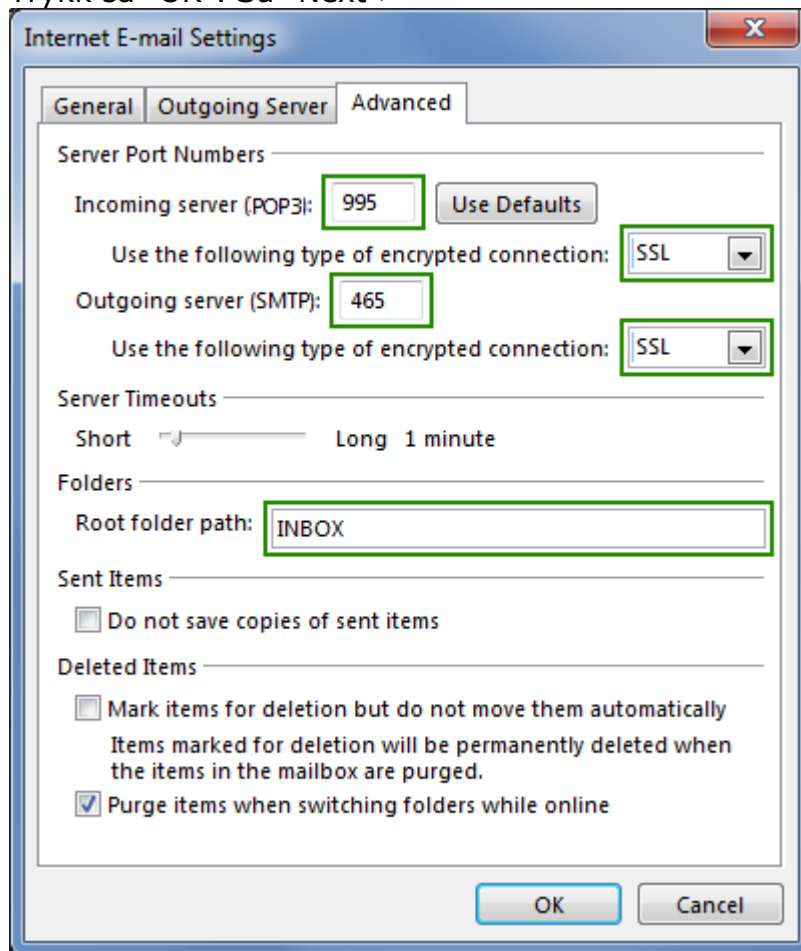 Internet E-mail Settings
General Outgoing Server Advanced
Server Port Numbers
Incoming server (POP3): 995 Use Defaults
Use the following type of encrypted connection: SSL
Outgoing server (SMTP): 465
Use the following type of encrypted connection: SSL
Server Timeouts
Short Long 1 minute
Folders
Root folder path: INBOX
Sent Items
Do not save copies of sent items
Deleted Items
Mark items for deletion but do not move them automatically
Items marked for deletion will be permanently deleted when
the items in the mailbox are purged.
Purge items when switching folders while online
OK Cancel